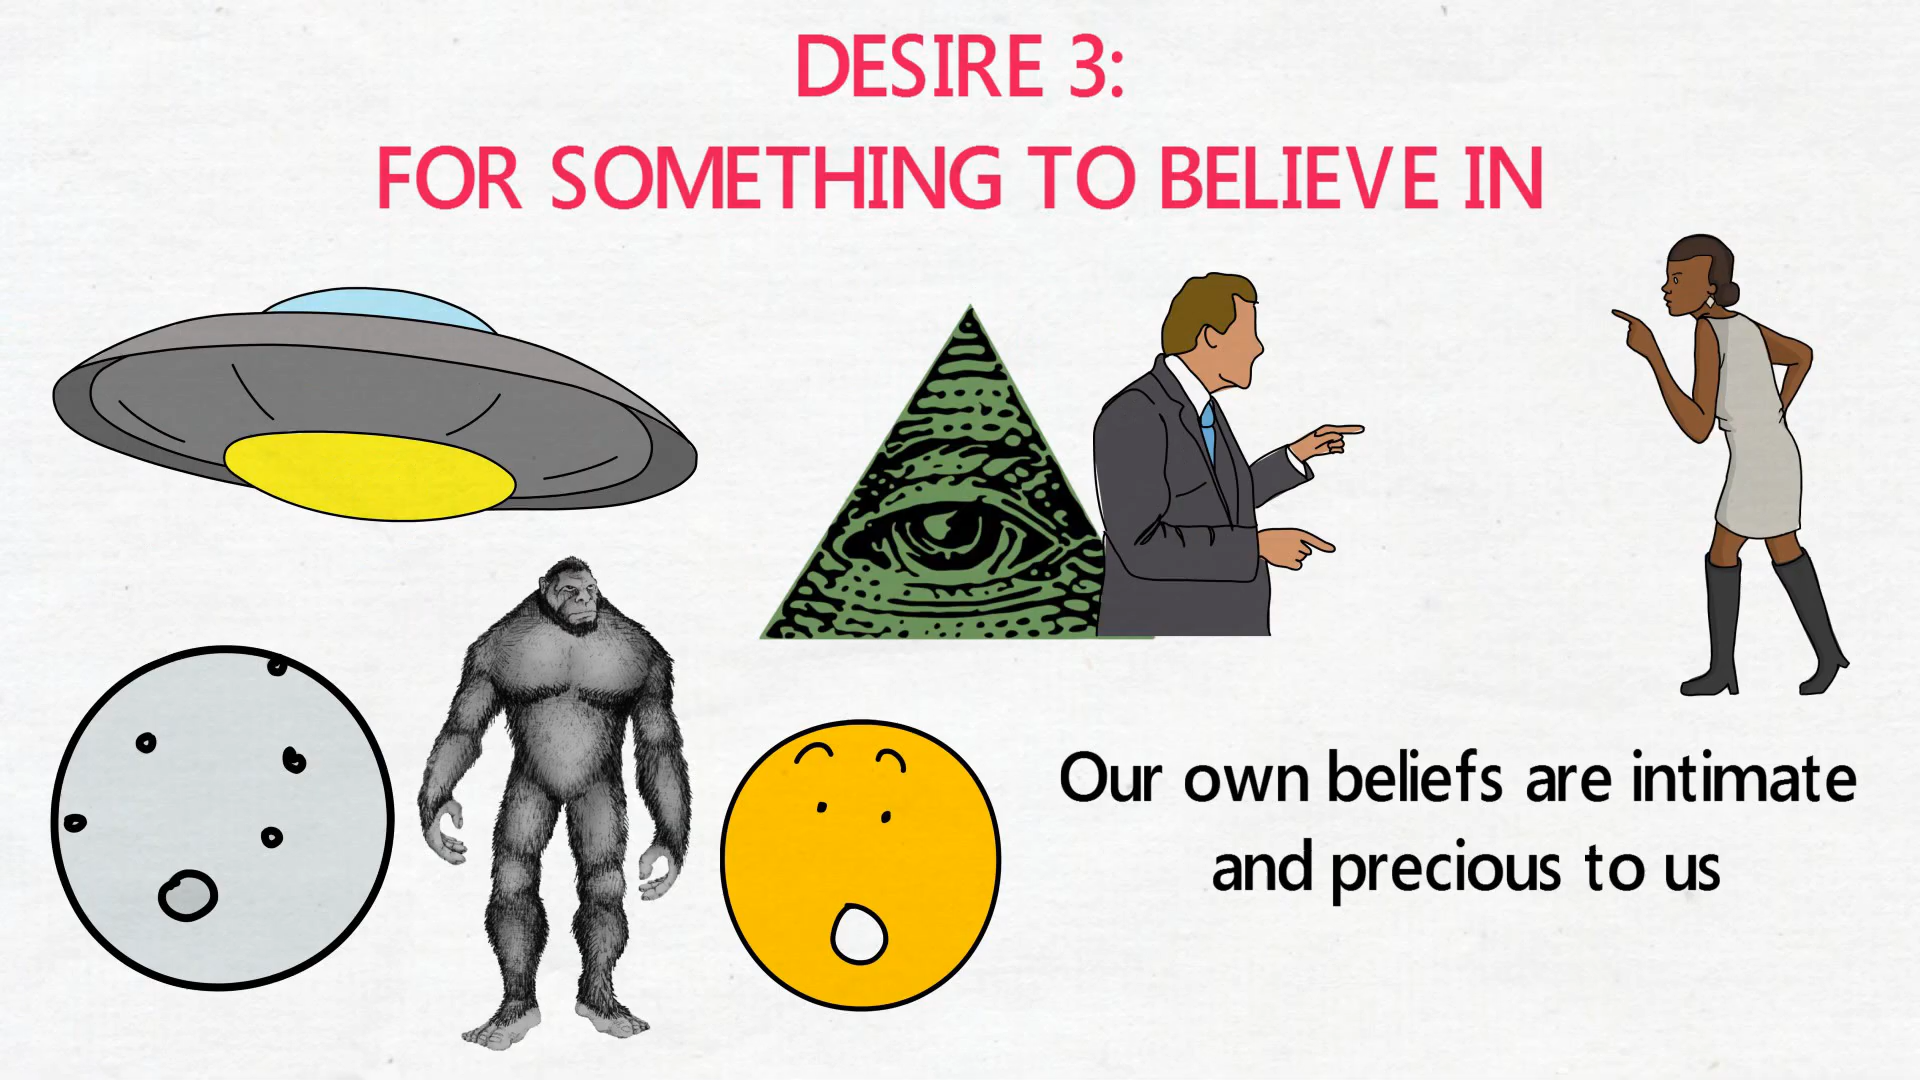 DESIRE 3:
FOR SOMETHING TO BELIEVE IN
Our own beliefs are intimate
and precious to us